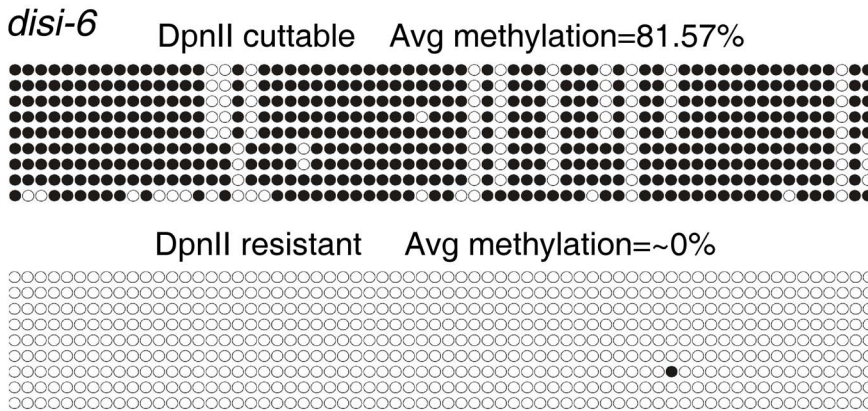 disi-6
DpnII cuttable Avg methylation=81.57%
DpnII resistant Avg methylation=~0%